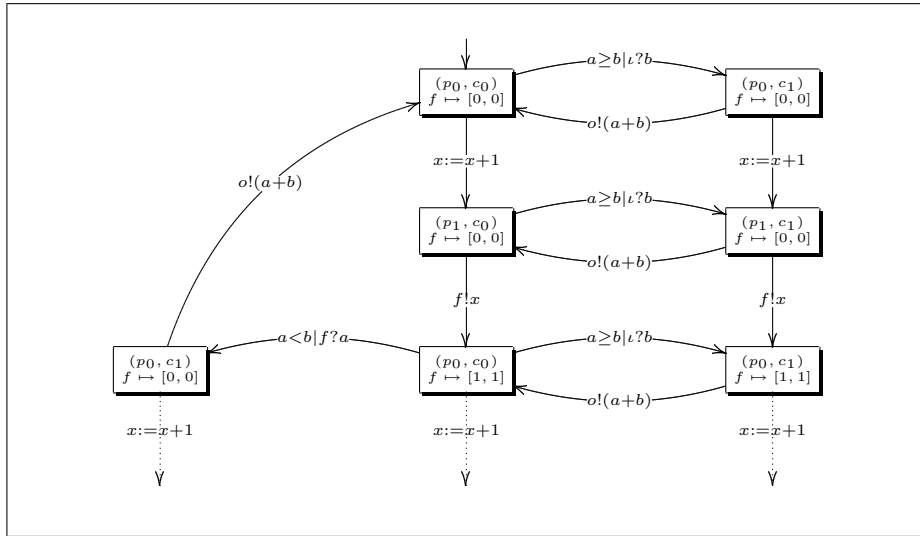 a≥b|ι?b
(p₀, c₀)
f ↦ [0, 0]
(p₀, c₁)
f ↦ [0, 0]
o!(a+b)
x:=x+1
x:=x+1
o!(a+b)
a≥b|ι?b
(p₁, c₀)
f ↦ [0, 0]
(p₁, c₁)
f ↦ [0, 0]
o!(a+b)
f!x
f!x
a<b|f?a
a≥b|ι?b
(p₀, c₁)
f ↦ [0, 0]
(p₀, c₀)
f ↦ [1, 1]
(p₀, c₁)
f ↦ [1, 1]
o!(a+b)
x:=x+1
x:=x+1
x:=x+1